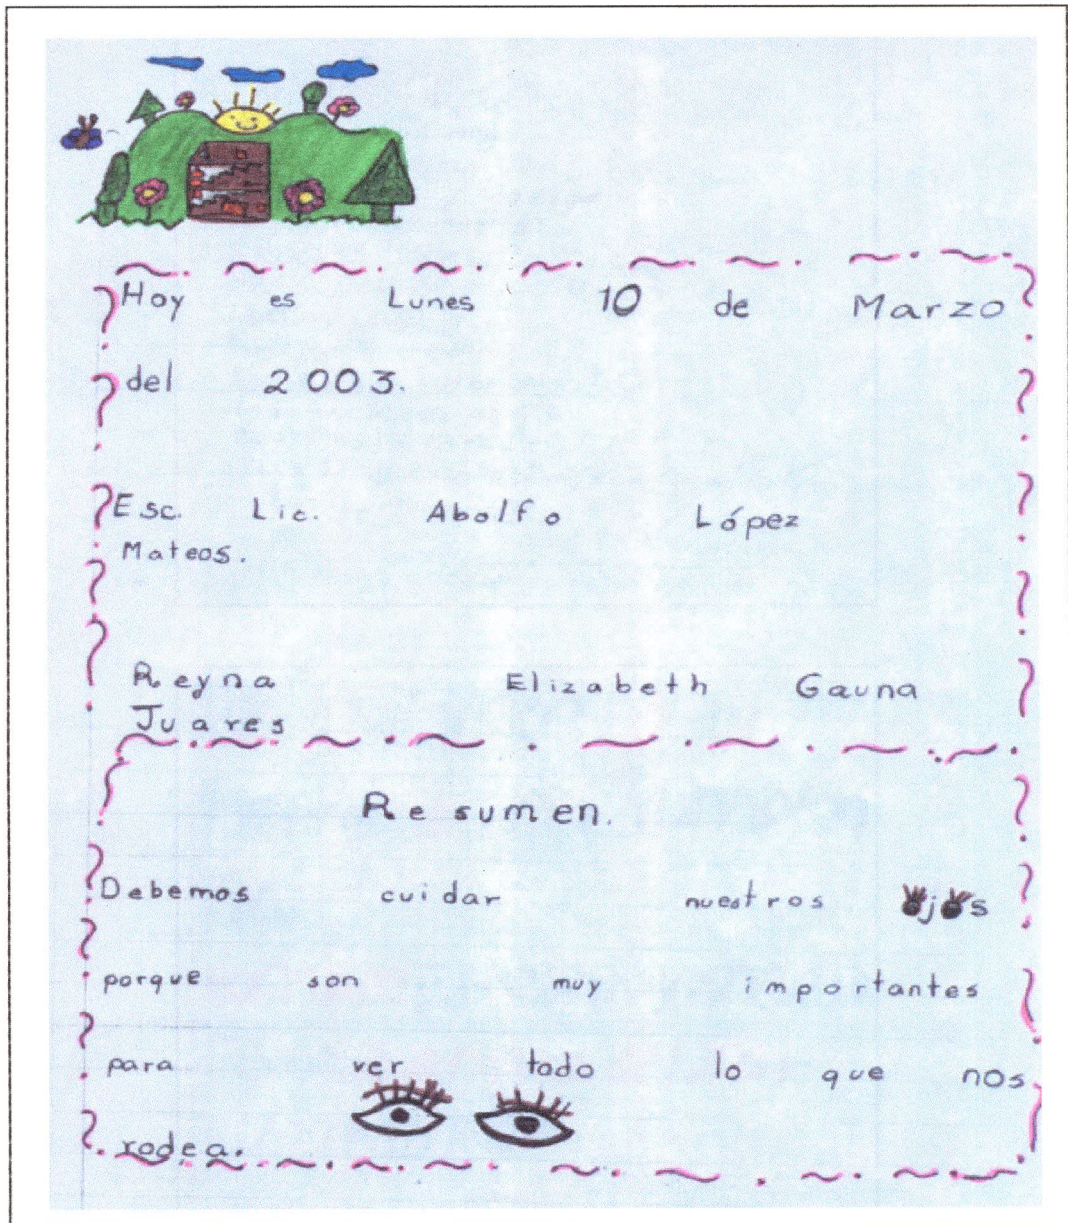 Hoy es Lunes 10 de Marzo
del 2003.
Esc. Lic. Abolfo López
Mateos.
Reyna Elizabeth Gauna
Juares
Resumen.
Debemos cuidar nuestros ojos
porque son muy importantes
para ver todo lo que nos
rodea.